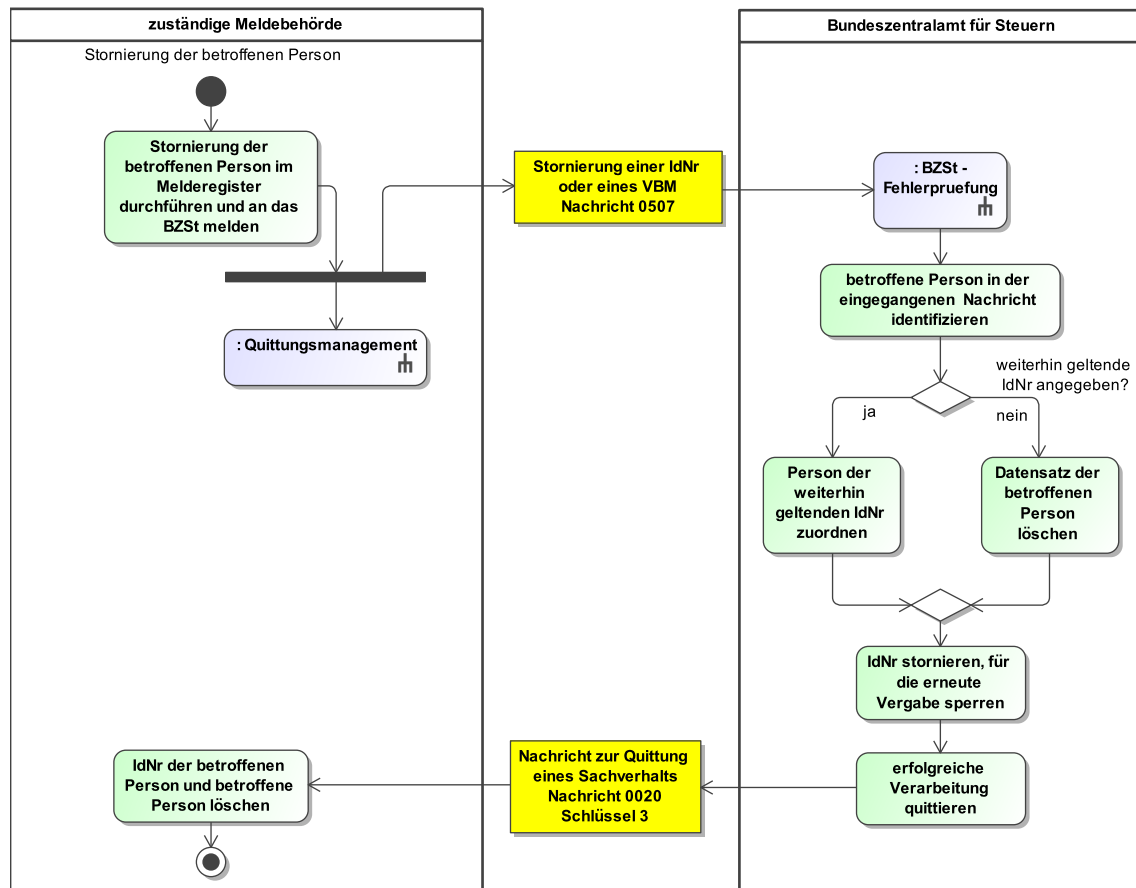 zuständige Meldebehörde
Bundeszentralamt für Steuern
Stornierung der betroffenen Person
Stornierung der
betroffenen Person im
Melderegister
durchführen und an das
BZSt melden
: Quittungsmanagement
Stornierung einer IdNr
oder eines VBM
Nachricht 0507
: BZSt -
Fehlerpruefung
betroffene Person in der
eingegangenen Nachricht
identifizieren
weiterhin geltende
IdNr angegeben?
ja
nein
Person der
weiterhin
geltenden IdNr
zuordnen
Datensatz der
betroffenen
Person
löschen
IdNr stornieren, für
die erneute
Vergabe sperren
erfolgreiche
Verarbeitung
quittieren
Nachricht zur Quittung
eines Sachverhalts
Nachricht 0020
Schlüssel 3
IdNr der betroffenen
Person und betroffene
Person löschen